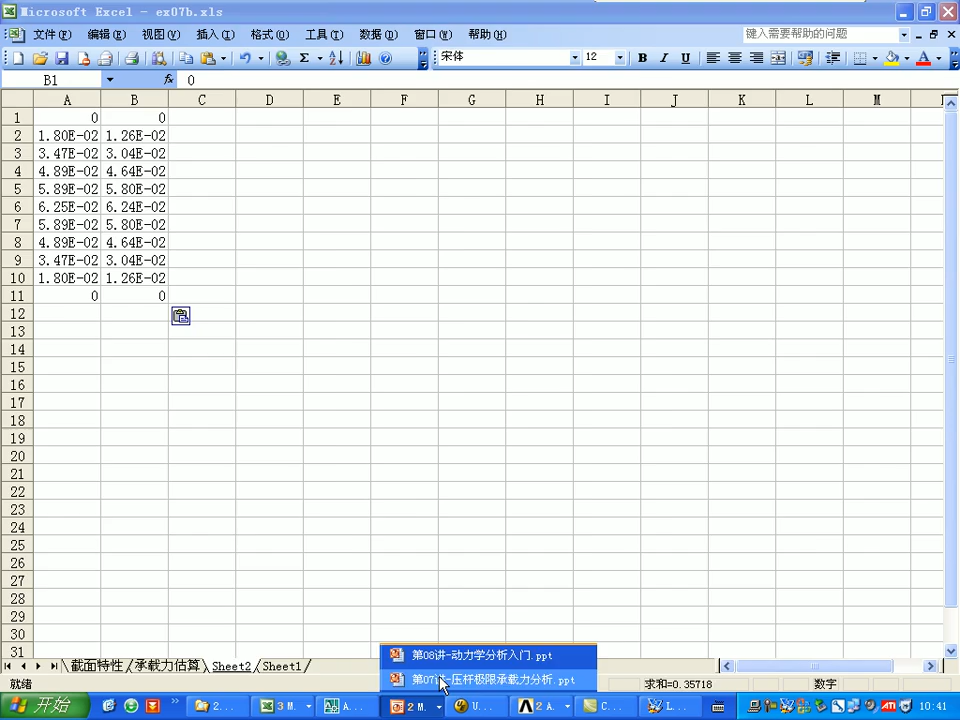 Microsoft Excel - ex07b.xls
文件(F) 编辑(E) 视图(V) 插入(I) 格式(O) 工具(T) 数据(D) 窗口(W) 帮助(H) 键入需要帮助的问题
宋体 12 B I U
B1 fx 0
A B C D E F G H I J K L M
1 0 0
2 1.80E-02 1.26E-02
3 3.47E-02 3.04E-02
4 4.89E-02 4.64E-02
5 5.89E-02 5.80E-02
6 6.25E-02 6.24E-02
7 5.89E-02 5.80E-02
8 4.89E-02 4.64E-02
9 3.47E-02 3.04E-02
10 1.80E-02 1.26E-02
11 0 0
12
13
14
15
16
17
18
19
20
21
22
23
24
25
26
27
28
29
30
31
截面特性 承载力估算 Sheet2 Sheet1
第08讲-动力学分析入门.ppt
第07讲-压杆极限承载力分析.ppt
就绪 求和=0.35718 数字
开始 2... 3 M. A... 2 M. U... 2 A. C... L... 10:41